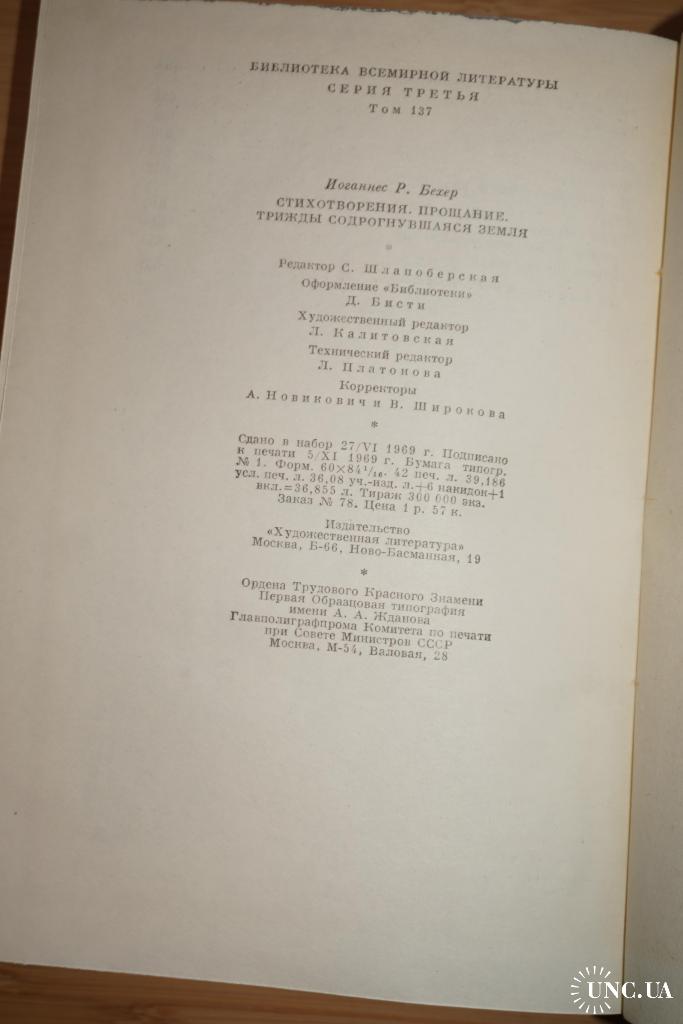 БИБЛИОТЕКА ВСЕМИРНОЙ ЛИТЕРАТУРЫ
СЕРИЯ ТРЕТЬЯ
Том 137
Иоганнес Р. Бехер
СТИХОТВОРЕНИЯ. ПРОЩАНИЕ.
ТРИЖДЫ СОДРОГНУВШАЯСЯ ЗЕМЛЯ
*
Редактор С. Шлапоберская
Оформление «Библиотеки»
Д. Бисти
Художественный редактор
Л. Калитовская
Технический редактор
Л. Платонова
Корректоры
А. Новикович и В. Широкова
*
Сдано в набор 27/VI 1969 г. Подписано
к печати 5/XI 1969 г. Бумага типогр.
№ 1. Форм. 60×84 1/16. 42 печ. л. 39,186
усл. печ. л. 36,08 уч.-изд. л.+6 накидон+1
вкл.=36,855 л. Тираж 300 000 экз.
Заказ № 78. Цена 1 р. 57 к.
Издательство
«Художественная литература»
Москва, Б-66, Ново-Басманная, 19
*
Ордена Трудового Красного Знамени
Первая Образцовая типография
имени А. А. Жданова
Главполиграфпрома Комитета по печати
при Совете Министров СССР
Москва, М-54, Валовая, 28
UNC.UA